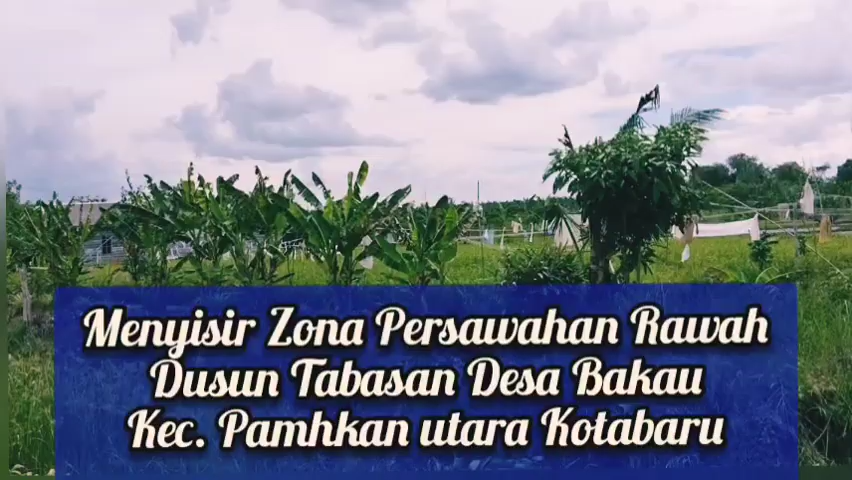 Menyisir Zona Persawahan Rawah
Dusun Tabasan Desa Bakau
Kec. Pamhkan utara Kotabaru